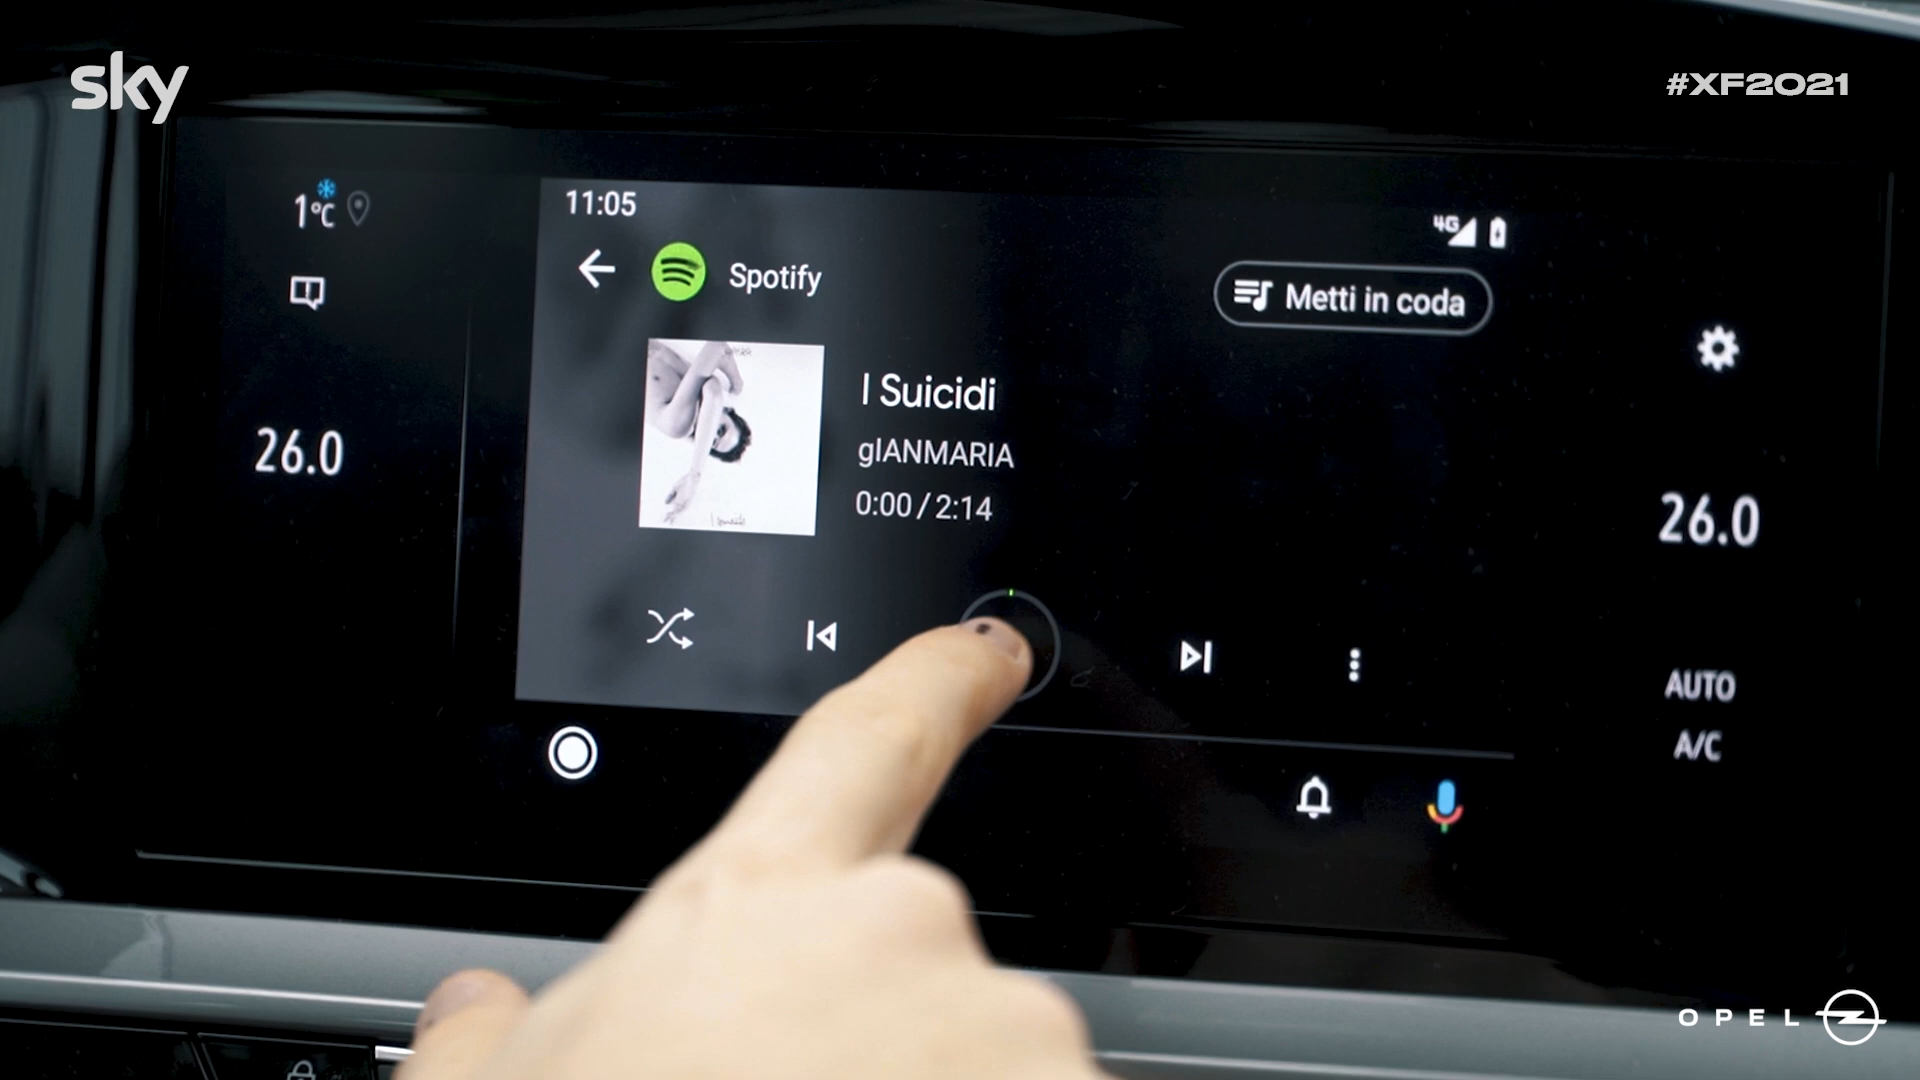 sky
#XF2021
1°C
11:05
4G
Spotify
Metti in coda
I Suicidi
gIANMARIA
0:00 / 2:14
26.0
26.0
AUTO
A/C
OPEL